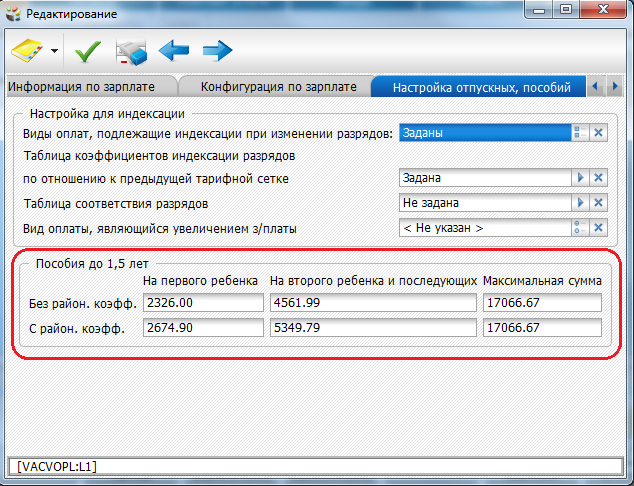 Редактирование
Информация по зарплате Конфигурация по зарплате Настройка отпускных, пособий
Настройка для индексации
Виды оплат, подлежащие индексации при изменении разрядов: Заданы
Таблица коэффициентов индексации разрядов
по отношению к предыдущей тарифной сетке Задана
Таблица соответствия разрядов Не задана
Вид оплаты, являющийся увеличением з/платы < Не указан >
Пособия до 1,5 лет
На первого ребенка На второго ребенка и последующих Максимальная сумма
Без район. коэфф. 2326.00 4561.99 17066.67
С район. коэфф. 2674.90 5349.79 17066.67
[VACVOPL:L1]